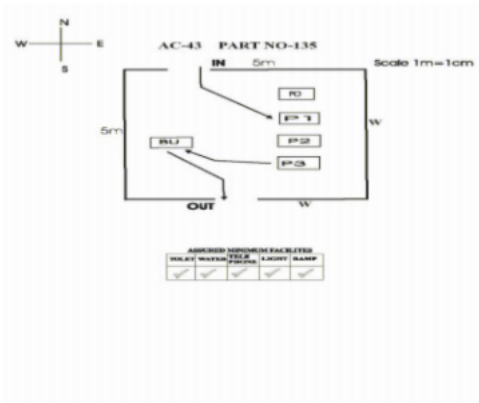 N
W E
S
AC-43 PART NO-135
IN 5m Scale 1m=1cm
PO
P1
W
5m
BU
P2
P3
OUT
W
ASSURED MINIMUM FACILITES
TOILET WATER TELE PHONE LIGHT RAMP